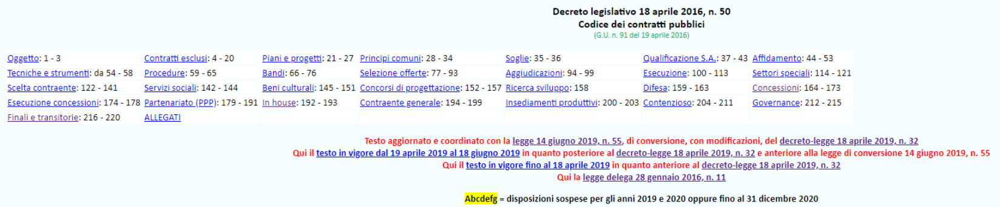 Decreto legislativo 18 aprile 2016, n. 50
Codice dei contratti pubblici
(G.U. n. 91 del 19 aprile 2016)
Oggetto: 1 - 3 Contratti esclusi: 4 - 20 Piani e progetti: 21 - 27 Principi comuni: 28 - 34 Soglie: 35 - 36 Qualificazione S.A.: 37 - 43 Affidamento: 44 - 53
Tecniche e strumenti: da 54 - 58 Procedure: 59 - 65 Bandi: 66 - 76 Selezione offerte: 77 - 93 Aggiudicazioni: 94 - 99 Esecuzione: 100 - 113 Settori speciali: 114 - 121
Scelta contraente: 122 - 141 Servizi sociali: 142 - 144 Beni culturali: 145 - 151 Concorsi di progettazione: 152 - 157 Ricerca sviluppo: 158 Difesa: 159 - 163 Concessioni: 164 - 173
Esecuzione concessioni: 174 - 178 Partenariato (PPP): 179 - 191 In house: 192 - 193 Contraente generale: 194 - 199 Insediamenti produttivi: 200 - 203 Contenzioso: 204 - 211 Governance: 212 - 215
Finali e transitorie: 216 - 220 ALLEGATI
Testo aggiornato e coordinato con la legge 14 giugno 2019, n. 55, di conversione, con modificazioni, del decreto-legge 18 aprile 2019, n. 32
Qui il testo in vigore dal 19 aprile 2019 al 18 giugno 2019 in quanto posteriore al decreto-legge 18 aprile 2019, n. 32 e anteriore alla legge di conversione 14 giugno 2019, n. 55
Qui il testo in vigore fino al 18 aprile 2019 in quanto anteriore al decreto-legge 18 aprile 2019, n. 32
Qui la legge delega 28 gennaio 2016, n. 11
Abcdefg = disposizioni sospese per gli anni 2019 e 2020 oppure fino al 31 dicembre 2020